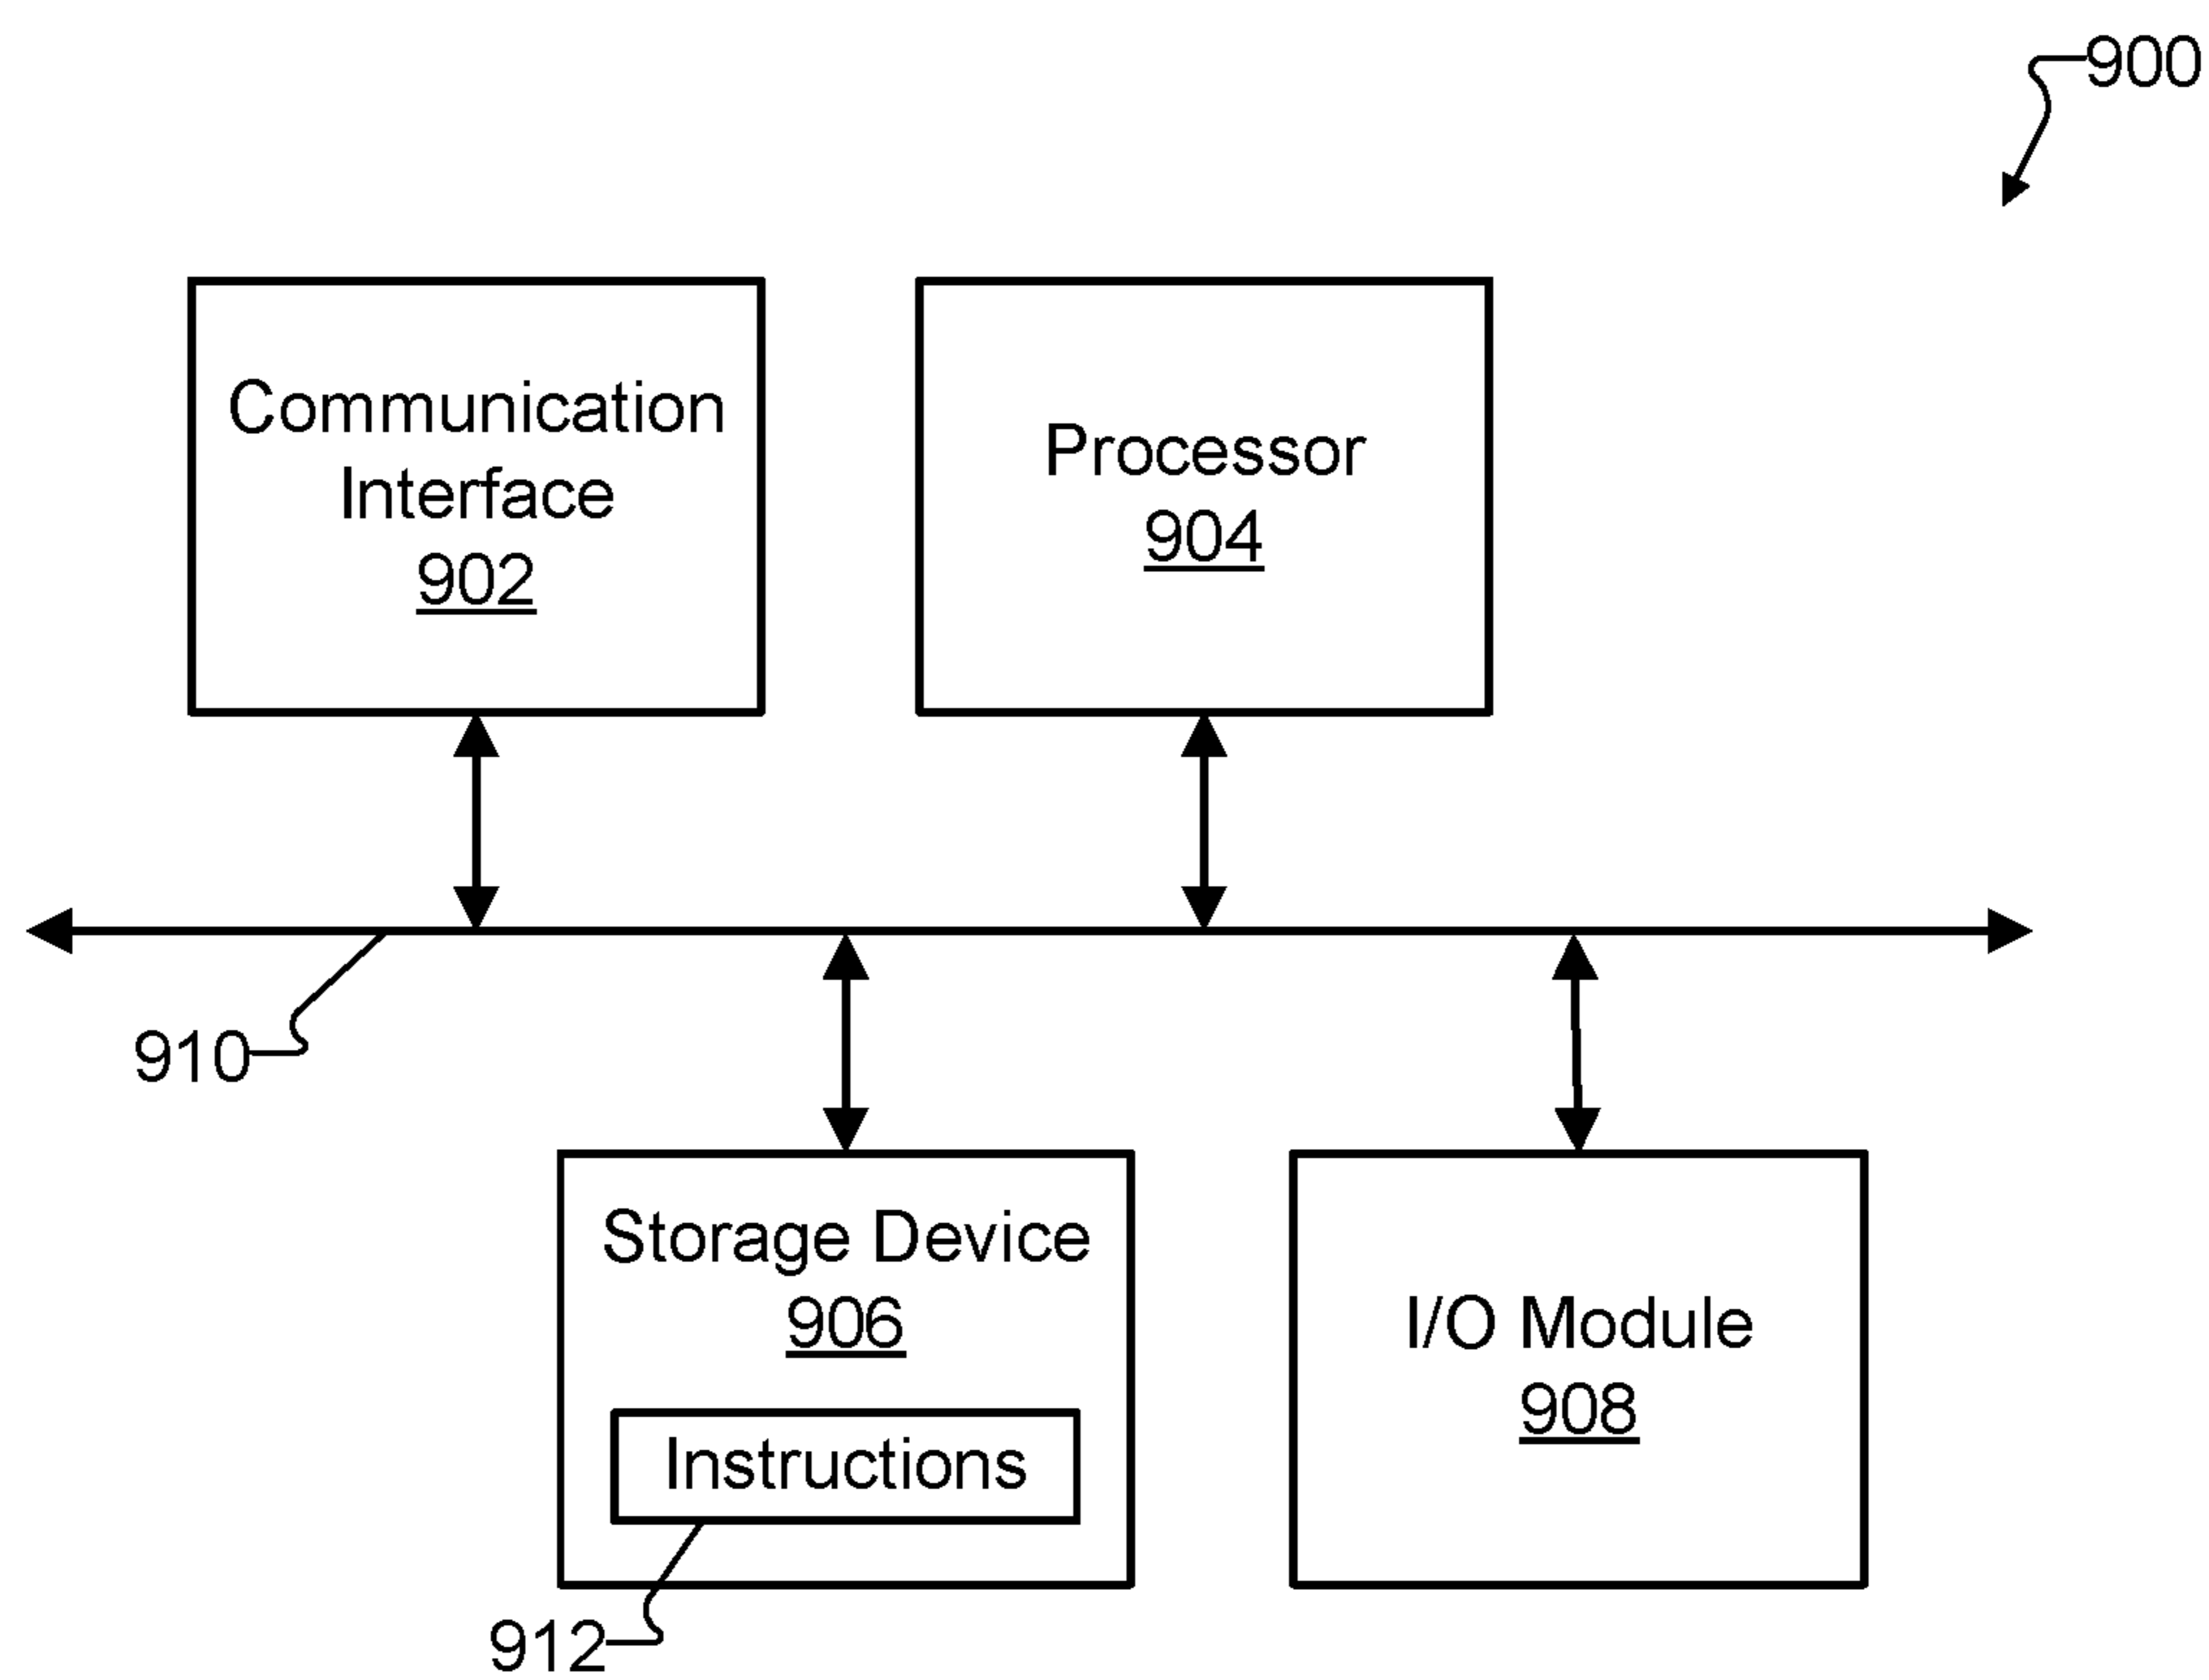 900
Communication
Interface
902
Processor
904
910
Storage Device
906
Instructions
912
I/O Module
908